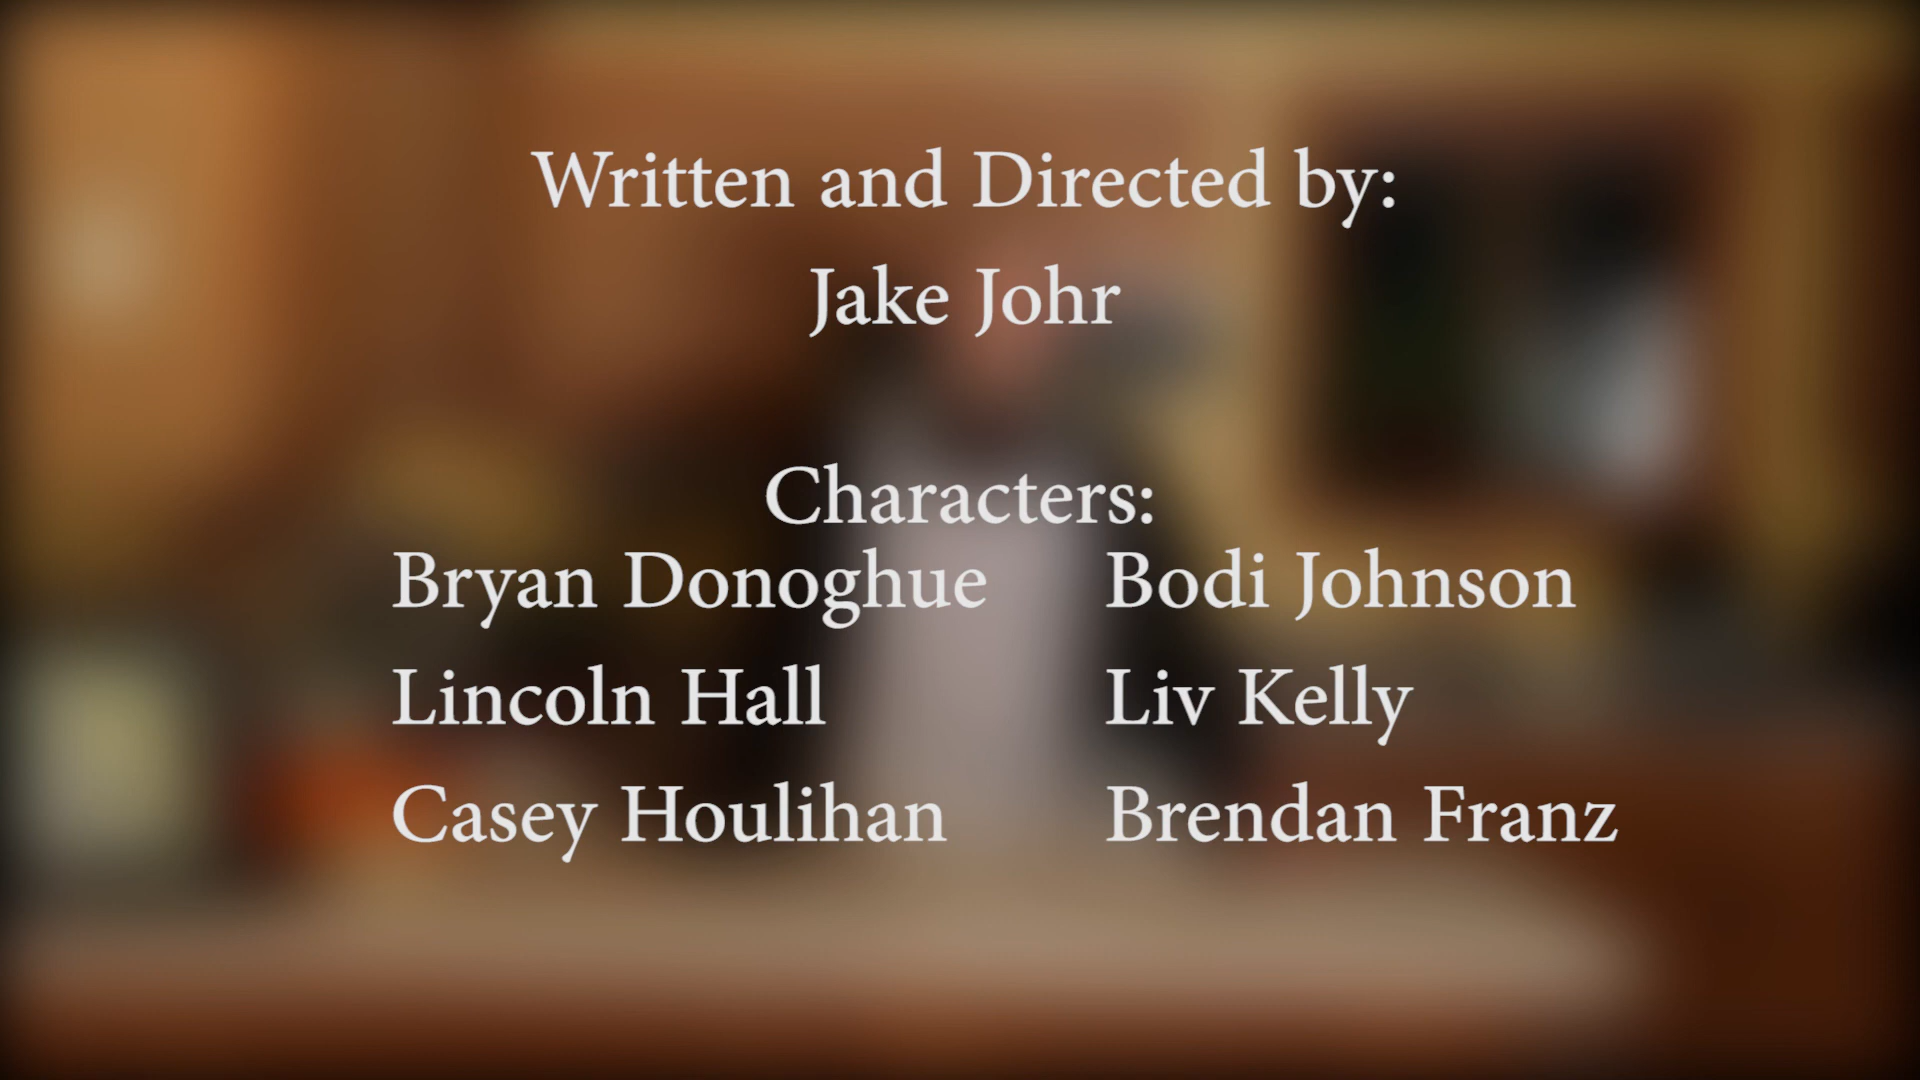 Written and Directed by:
Jake Johr
Characters:
Bryan Donoghue
Bodi Johnson
Lincoln Hall
Liv Kelly
Casey Houlihan
Brendan Franz